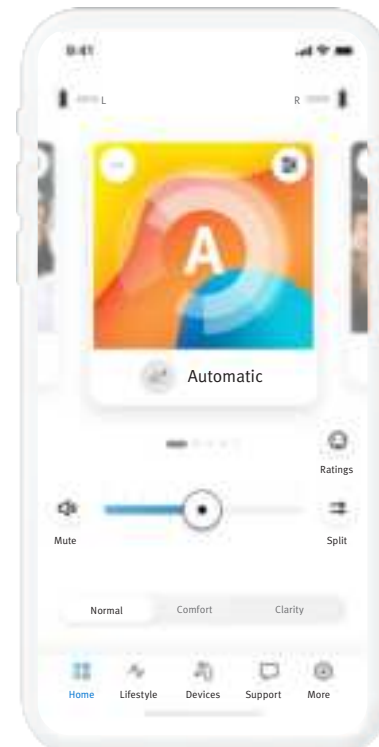 9:41
L R
A
Automatic
Ratings
Mute Split
Normal Comfort Clarity
Home Lifestyle Devices Support More